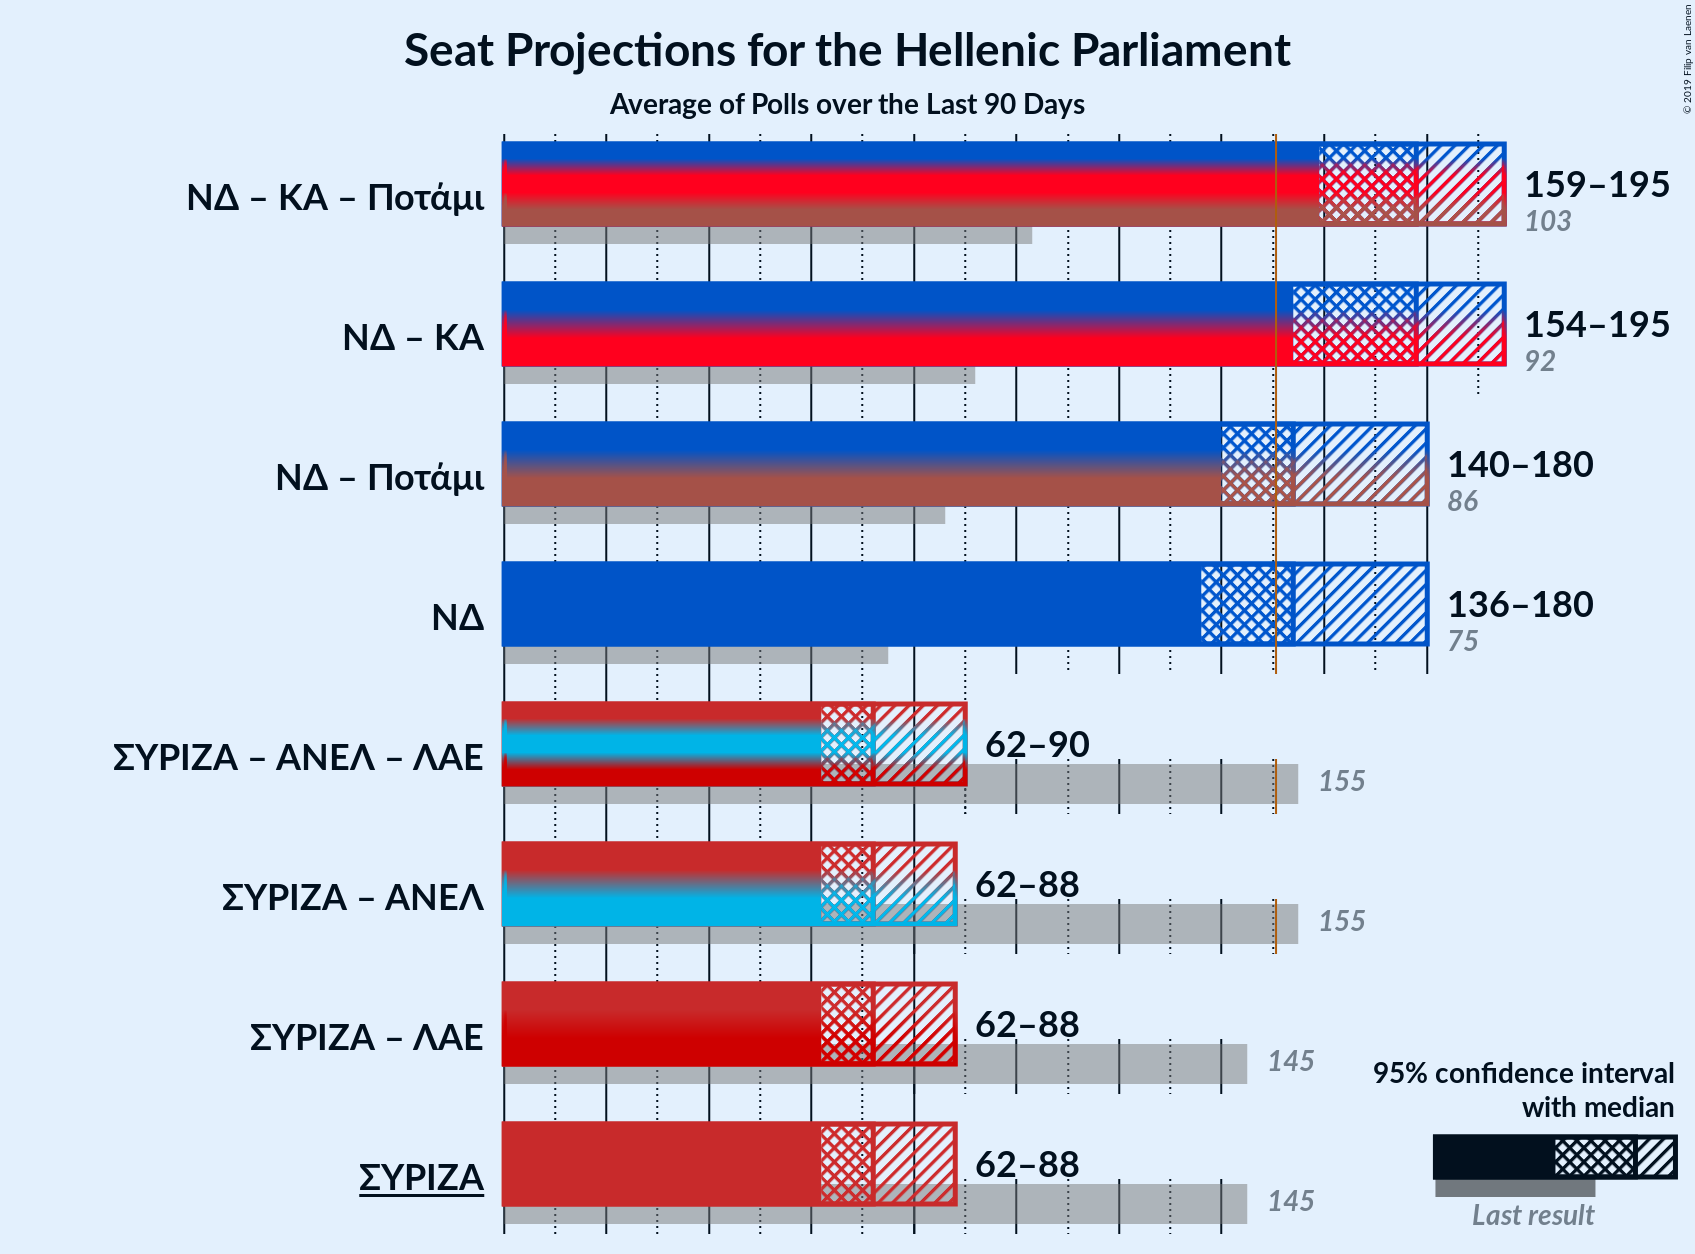 Seat Projections for the Hellenic Parliament
Average of Polls over the Last 90 Days
© 2019 Filip van Laenen
ΝΔ – ΚΑ – Ποτάμι
159–195
103
ΝΔ – ΚΑ
154–195
92
ΝΔ – Ποτάμι
140–180
86
ΝΔ
136–180
75
ΣΥΡΙΖΑ – ΑΝΕΛ – ΛΑΕ
62–90
155
ΣΥΡΙΖΑ – ΑΝΕΛ
62–88
155
ΣΥΡΙΖΑ – ΛΑΕ
62–88
145
ΣΥΡΙΖΑ
62–88
145
95% confidence interval
with median
Last result